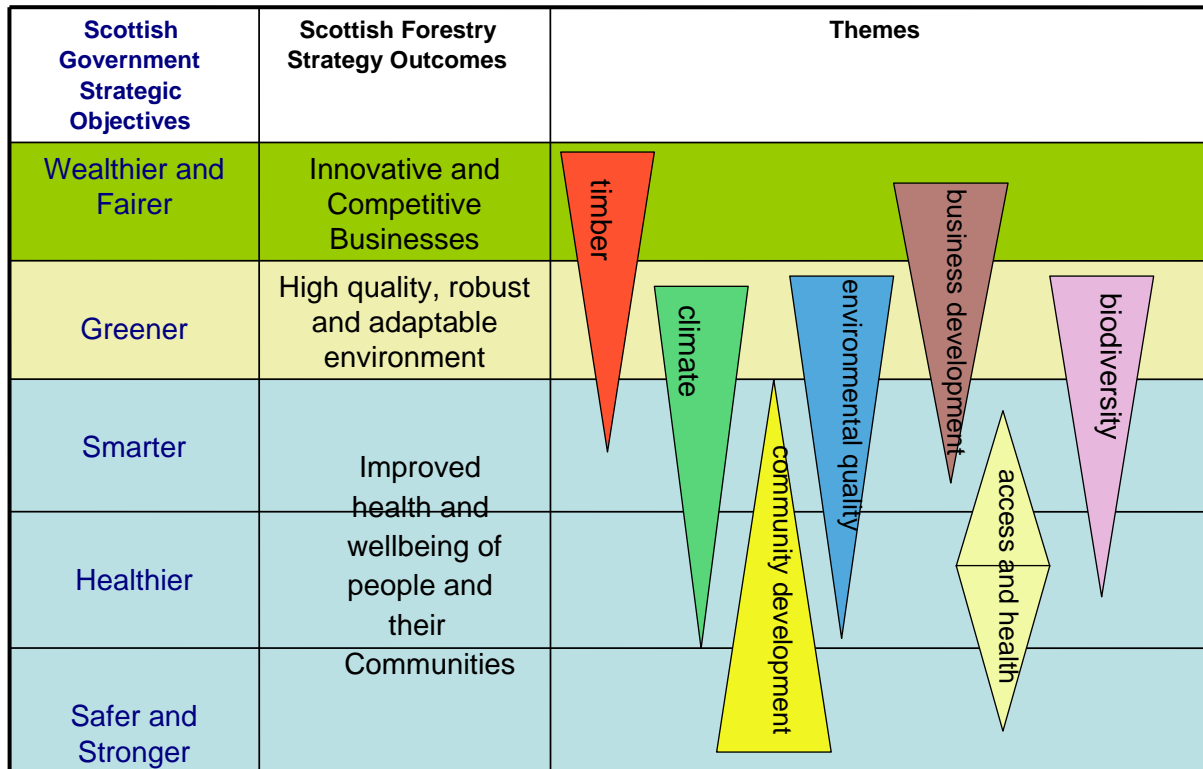 Scottish
Government
Strategic
Objectives
Scottish Forestry
Strategy Outcomes
Themes
Wealthier and
Fairer
Innovative and
Competitive
Businesses
Greener
High quality, robust
and adaptable
environment
Smarter
Healthier
Safer and
Stronger
Improved
health and
wellbeing of
people and
their
Communities
timber
climate
community development
environmental quality
business development
access and health
biodiversity